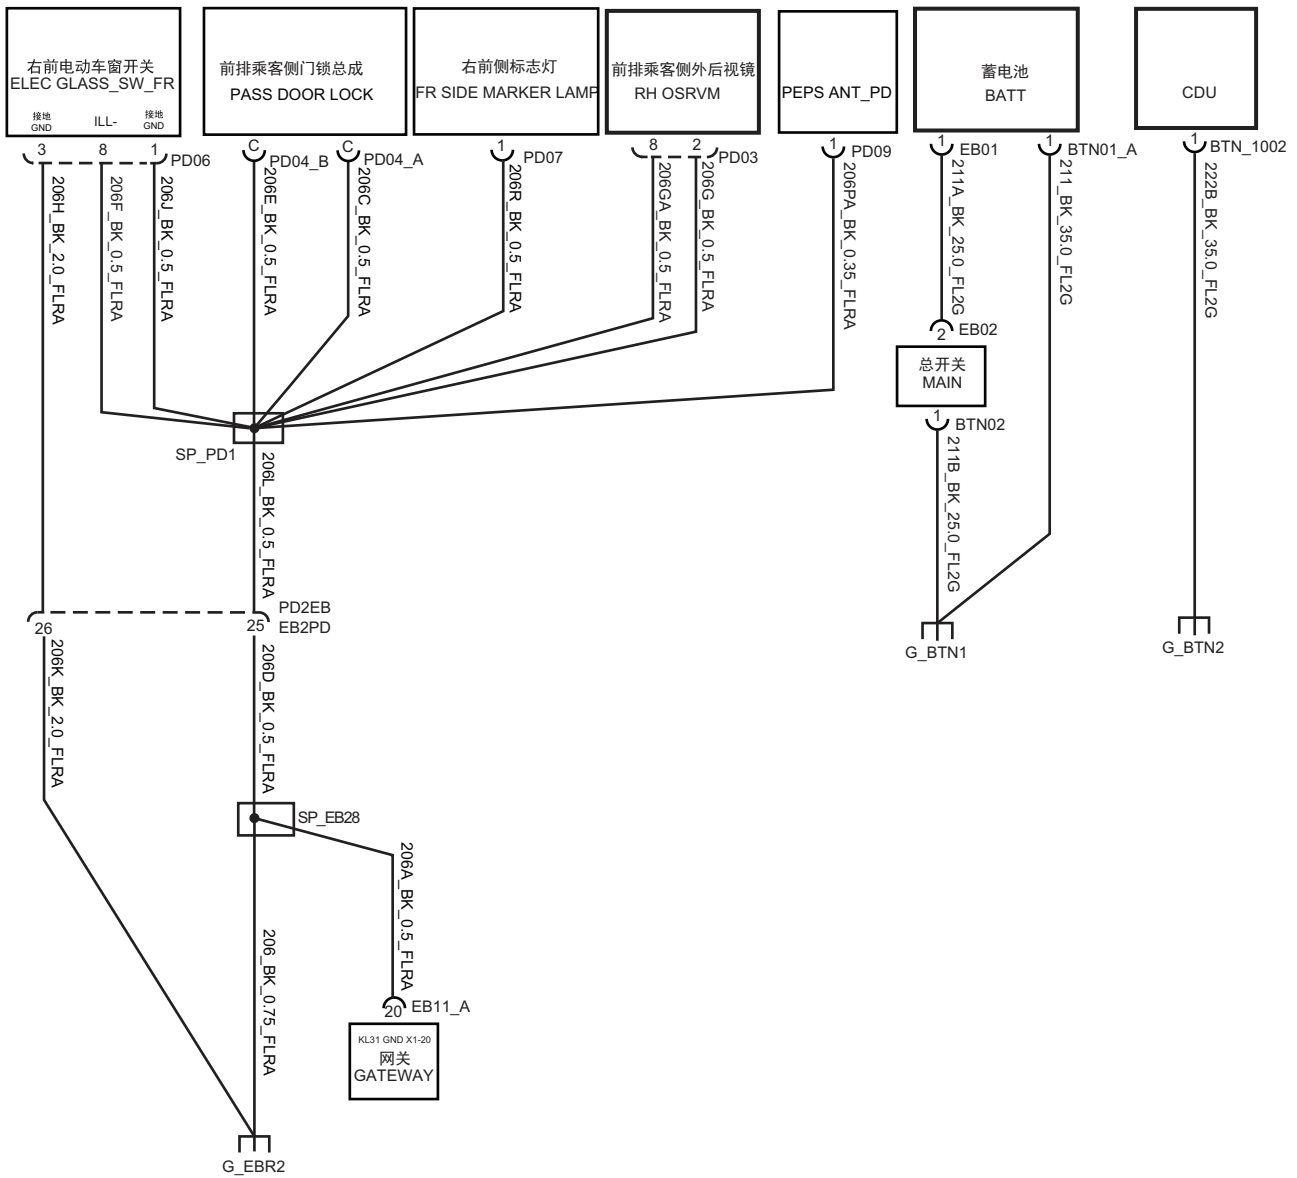 右前电动车窗开关
ELEC GLASS_SW_FR
接地
GND
ILL-
接地
GND
前排乘客侧门锁总成
PASS DOOR LOCK
右前侧标志灯
FR SIDE MARKER LAMP
前排乘客侧外后视镜
RH OSRVM
PEPS ANT_PD
蓄电池
BATT
CDU
3
8
1
PD06
C
PD04_B
C
PD04_A
1
PD07
8
2
PD03
1
PD09
1
EB01
1
BTN01_A
1
BTN_1002
206H_BK_2.0_FLRA
206F_BK_0.5_FLRA
206J_BK_0.5_FLRA
206E_BK_0.5_FLRA
206C_BK_0.5_FLRA
206R_BK_0.5_FLRA
206GA_BK_0.5_FLRA
206G_BK_0.5_FLRA
206PA_BK_0.35_FLRA
211A_BK_25.0_FL2G
211_BK_35.0_FL2G
222B_BK_35.0_FL2G
2
EB02
总开关
MAIN
1
BTN02
SP_PD1
206L_BK_0.5_FLRA
211B_BK_25.0_FL2G
PD2EB
26
25
EB2PD
G_BTN1
G_BTN2
206K_BK_2.0_FLRA
206D_BK_0.5_FLRA
SP_EB28
206A_BK_0.5_FLRA
206_BK_0.75_FLRA
20
EB11_A
KL31 GND X1-20
网关
GATEWAY
G_EBR2